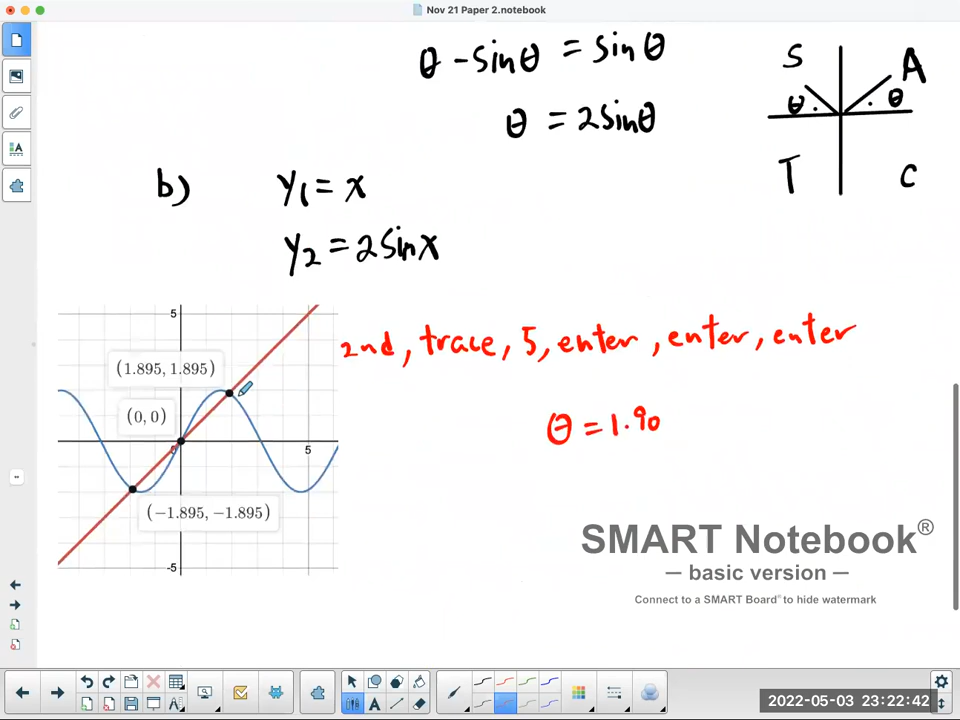 Nov 21 Paper 2.notebook
θ - sinθ = sinθ
θ = 2sinθ
S
A
θ
θ
T
C
b)
y₁ = x
y₂ = 2sinx
5
(1.895, 1.895)
(0, 0)
0
5
(−1.895, −1.895)
-5
2nd, trace, 5, enter, enter, enter
θ = 1.90
SMART Notebook®
— basic version —
Connect to a SMART Board® to hide watermark
2022-05-03 23:22:42